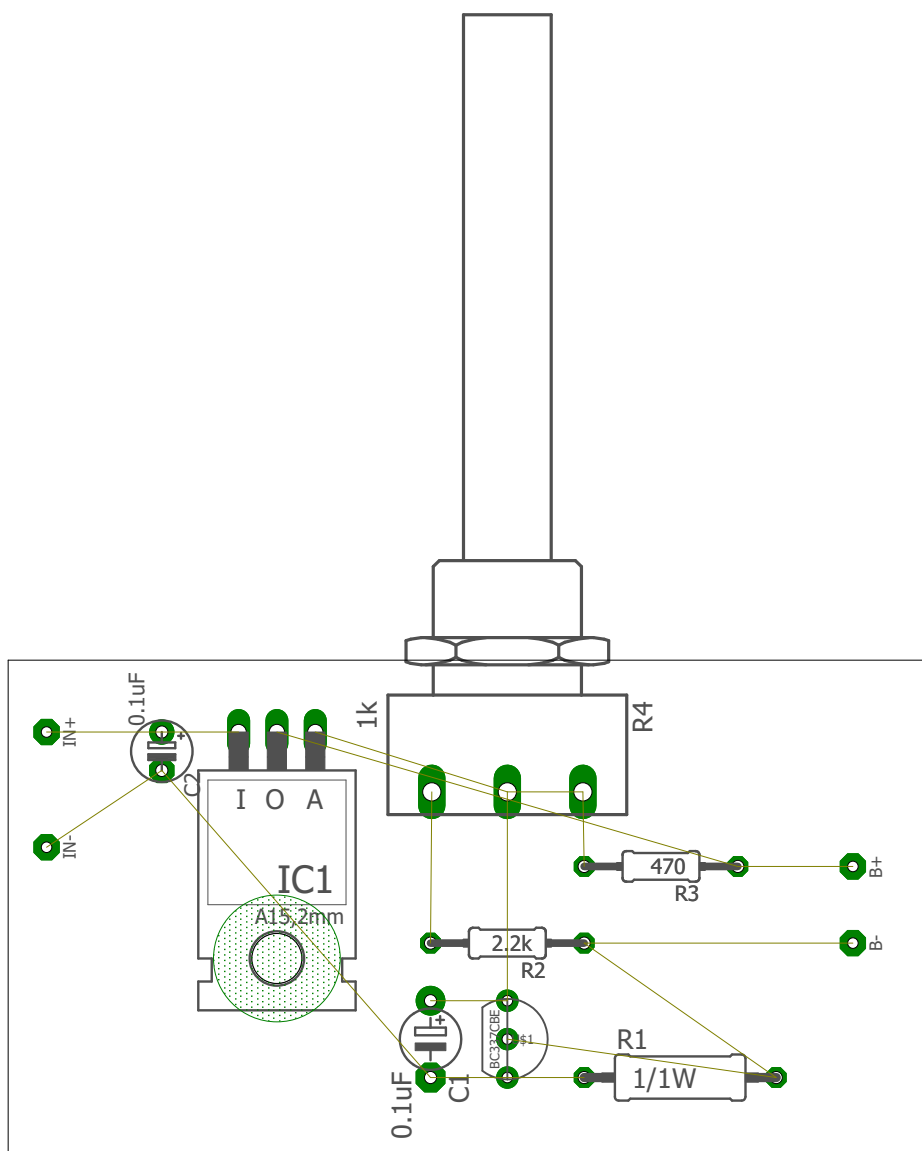 1k
R4
0.1uF
IN+
C2
IN-
I O A
IC1
A15,2mm
470
R3
B+
2.2k
R2
B-
BC337CBE
$1
0.1uF
C1
R1
1/1W